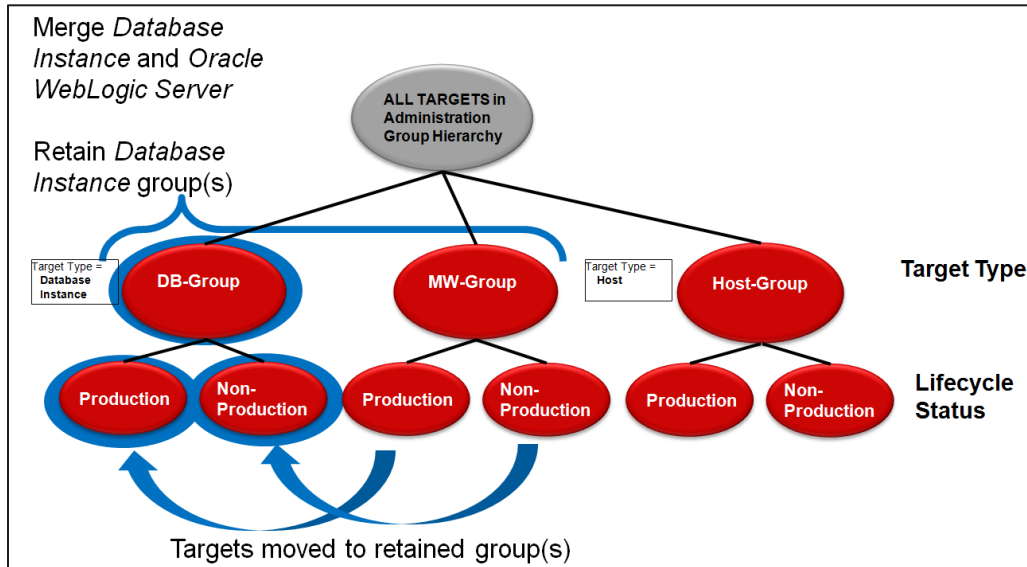 Merge Database
Instance and Oracle
WebLogic Server
Retain Database
Instance group(s)
ALL TARGETS in
Administration
Group Hierarchy
Target Type =
Database
Instance
DB-Group
MW-Group
Target Type =
Host
Host-Group
Target Type
Production
Non-
Production
Production
Non-
Production
Production
Non-
Production
Lifecycle
Status
Targets moved to retained group(s)